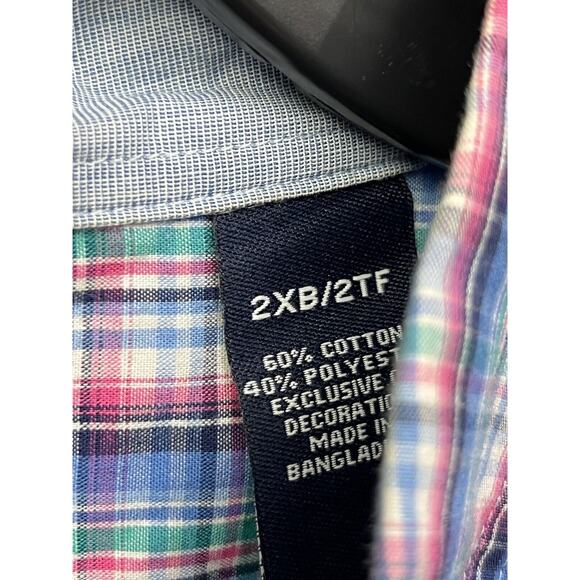 2XB/2TF
60% COTTON
40% POLYEST
EXCLUSIVE
DECORATIO
MADE IN
BANGLAD